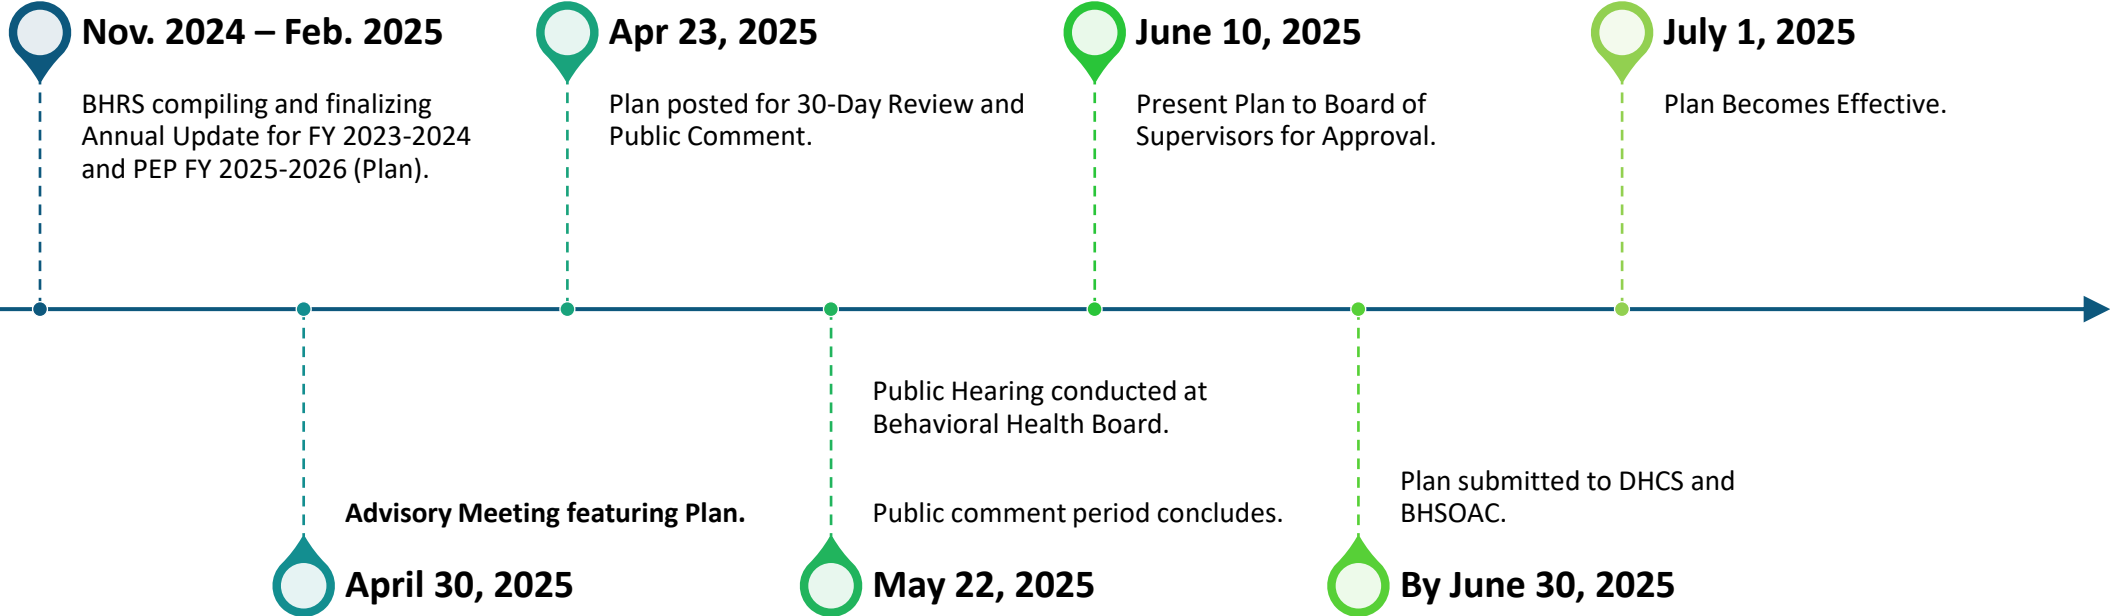 Nov. 2024 – Feb. 2025
BHRS compiling and finalizing
Annual Update for FY 2023-2024
and PEP FY 2025-2026 (Plan).
Apr 23, 2025
Plan posted for 30-Day Review and
Public Comment.
June 10, 2025
Present Plan to Board of
Supervisors for Approval.
July 1, 2025
Plan Becomes Effective.
Advisory Meeting featuring Plan.
April 30, 2025
Public Hearing conducted at
Behavioral Health Board.
Public comment period concludes.
May 22, 2025
Plan submitted to DHCS and
BHSOAC.
By June 30, 2025